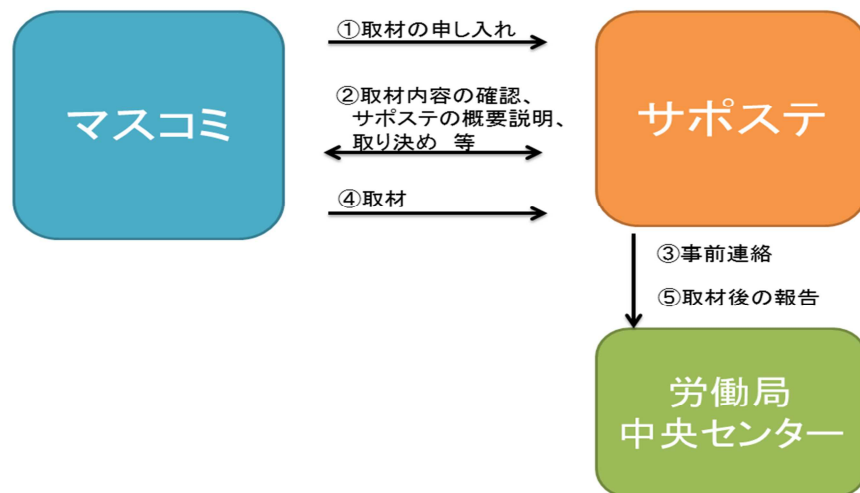 マスコミ
①取材の申し入れ
②取材内容の確認、
サポステの概要説明、
取り決め　等
④取材
サポステ
③事前連絡
⑤取材後の報告
労働局
中央センター